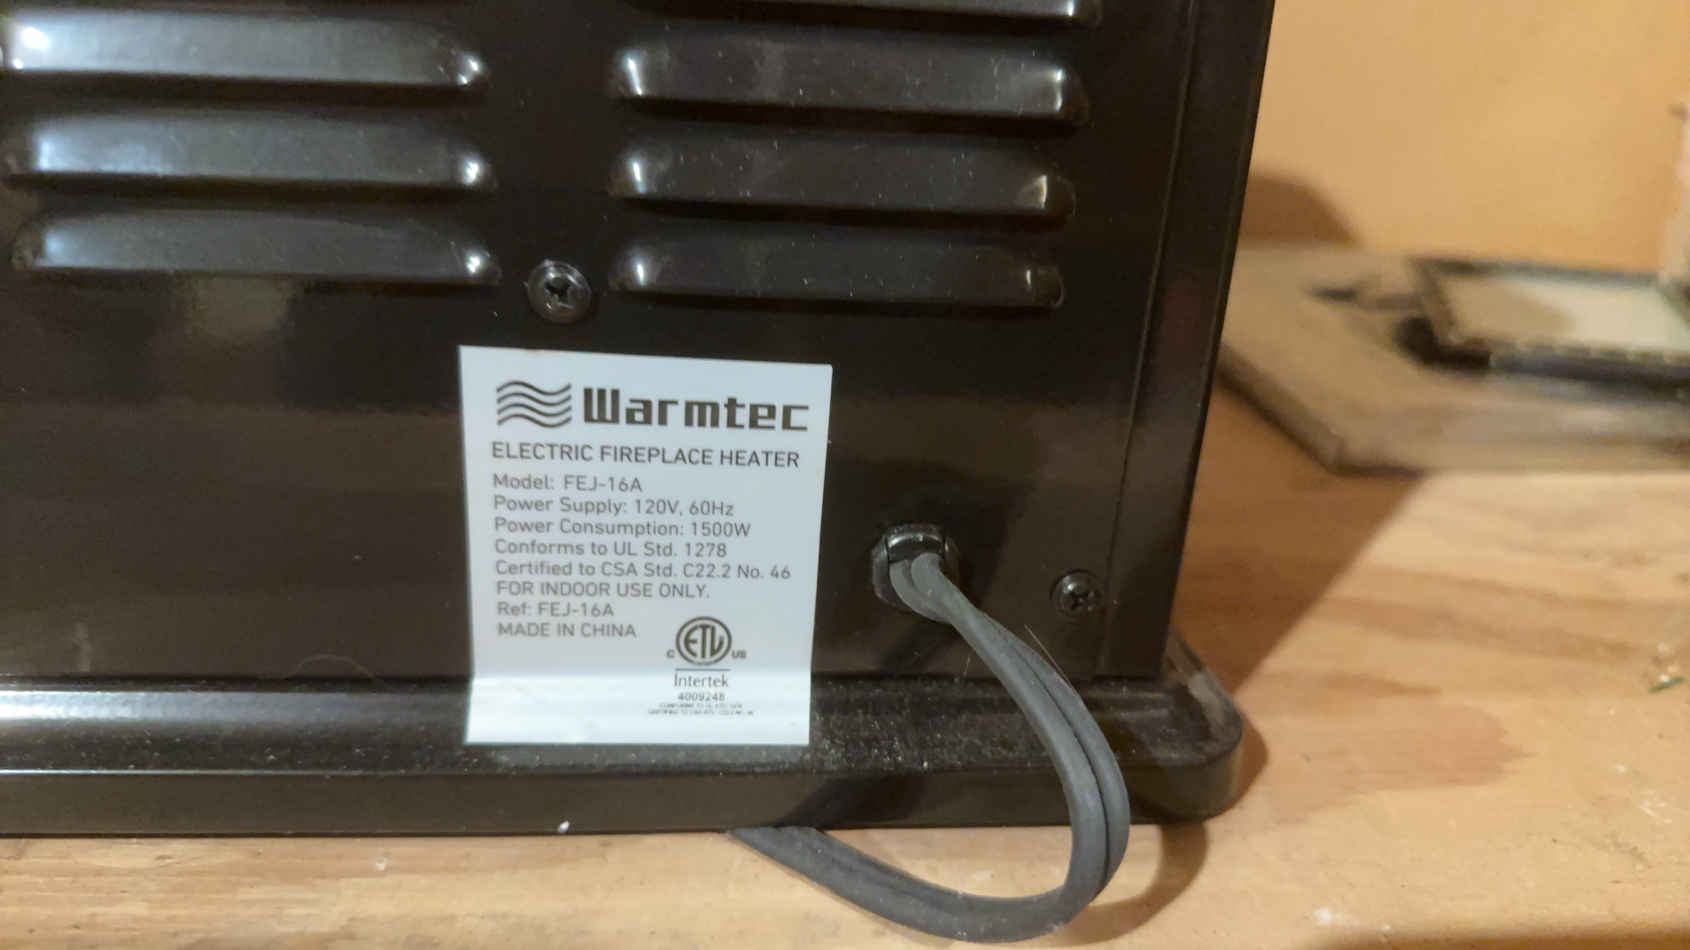 Warmtec
ELECTRIC FIREPLACE HEATER
Model: FEJ-16A
Power Supply: 120V, 60Hz
Power Consumption: 1500W
Conforms to UL Std. 1278
Certified to CSA Std. C22.2 No. 46
FOR INDOOR USE ONLY.
Ref: FEJ-16A
MADE IN CHINA
C ETL US
Intertek
4009248